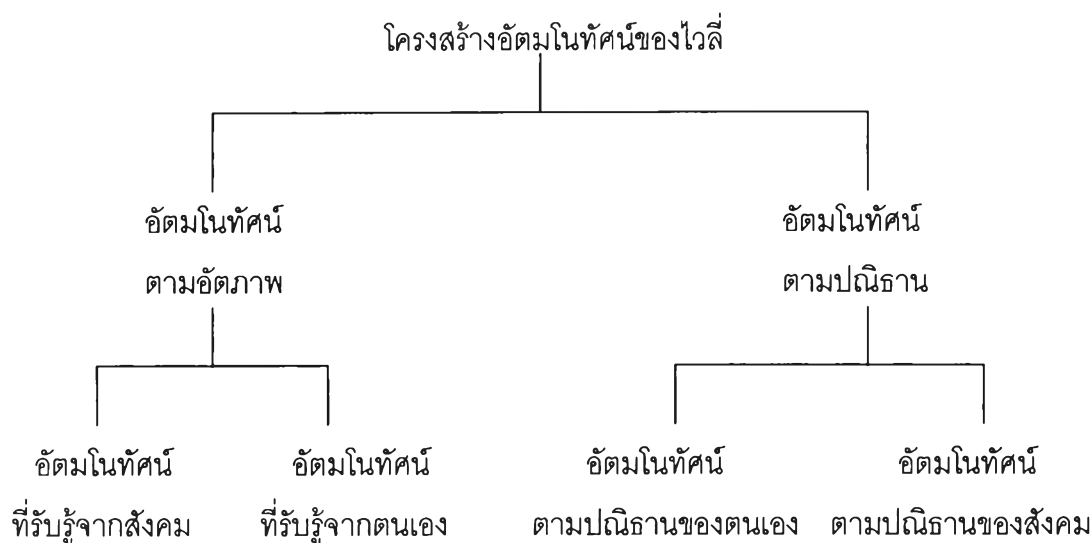 โครงสร้างอัตมโนทัศน์ของไวลี่
อัตมโนทัศน์
ตามอัตภาพ
อัตมโนทัศน์
ตามปณิธาน
อัตมโนทัศน์
ที่รับรู้จากสังคม
อัตมโนทัศน์
ที่รับรู้จากตนเอง
อัตมโนทัศน์
ตามปณิธานของตนเอง
อัตมโนทัศน์
ตามปณิธานของสังคม